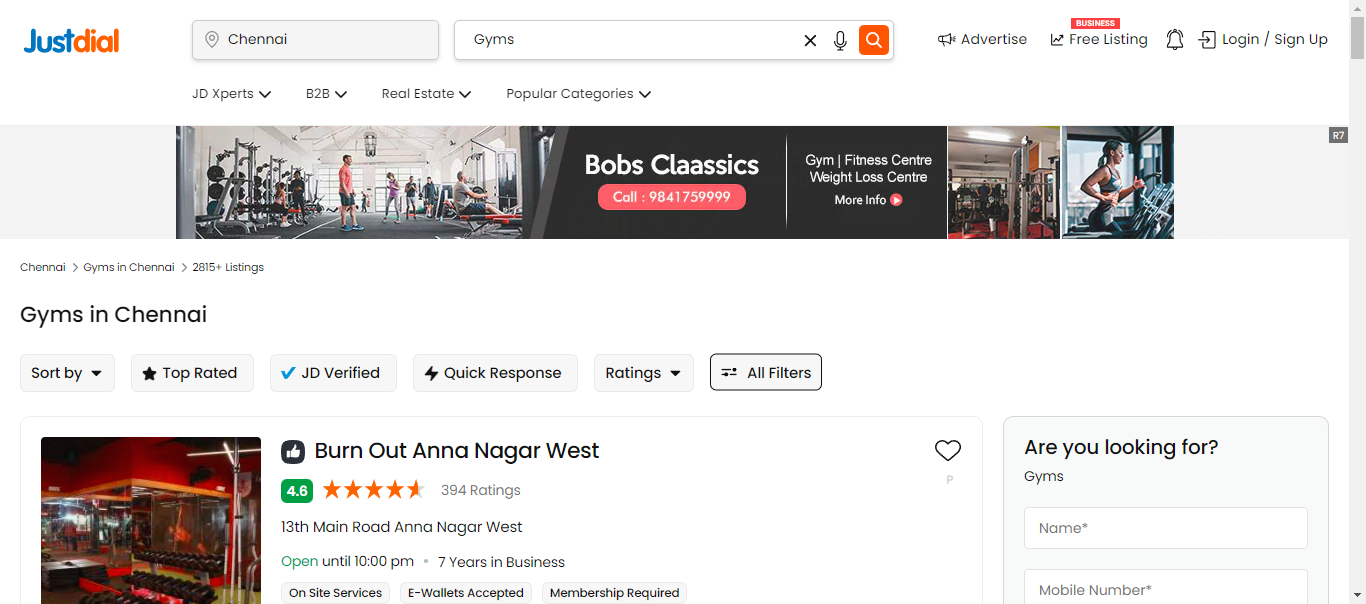 Justdial
Chennai
Gyms
Advertise
BUSINESS
Free Listing
Login / Sign Up
JD Xperts
B2B
Real Estate
Popular Categories
R7
Bobs Claassics
Call : 9841759999
Gym | Fitness Centre
Weight Loss Centre
More Info
Chennai > Gyms in Chennai > 2815+ Listings
Gyms in Chennai
Sort by
Top Rated
JD Verified
Quick Response
Ratings
All Filters
Burn Out Anna Nagar West
P
4.6
394 Ratings
13th Main Road Anna Nagar West
Open until 10:00 pm • 7 Years in Business
On Site Services
E-Wallets Accepted
Membership Required
Are you looking for?
Gyms
Name*
Mobile Number*